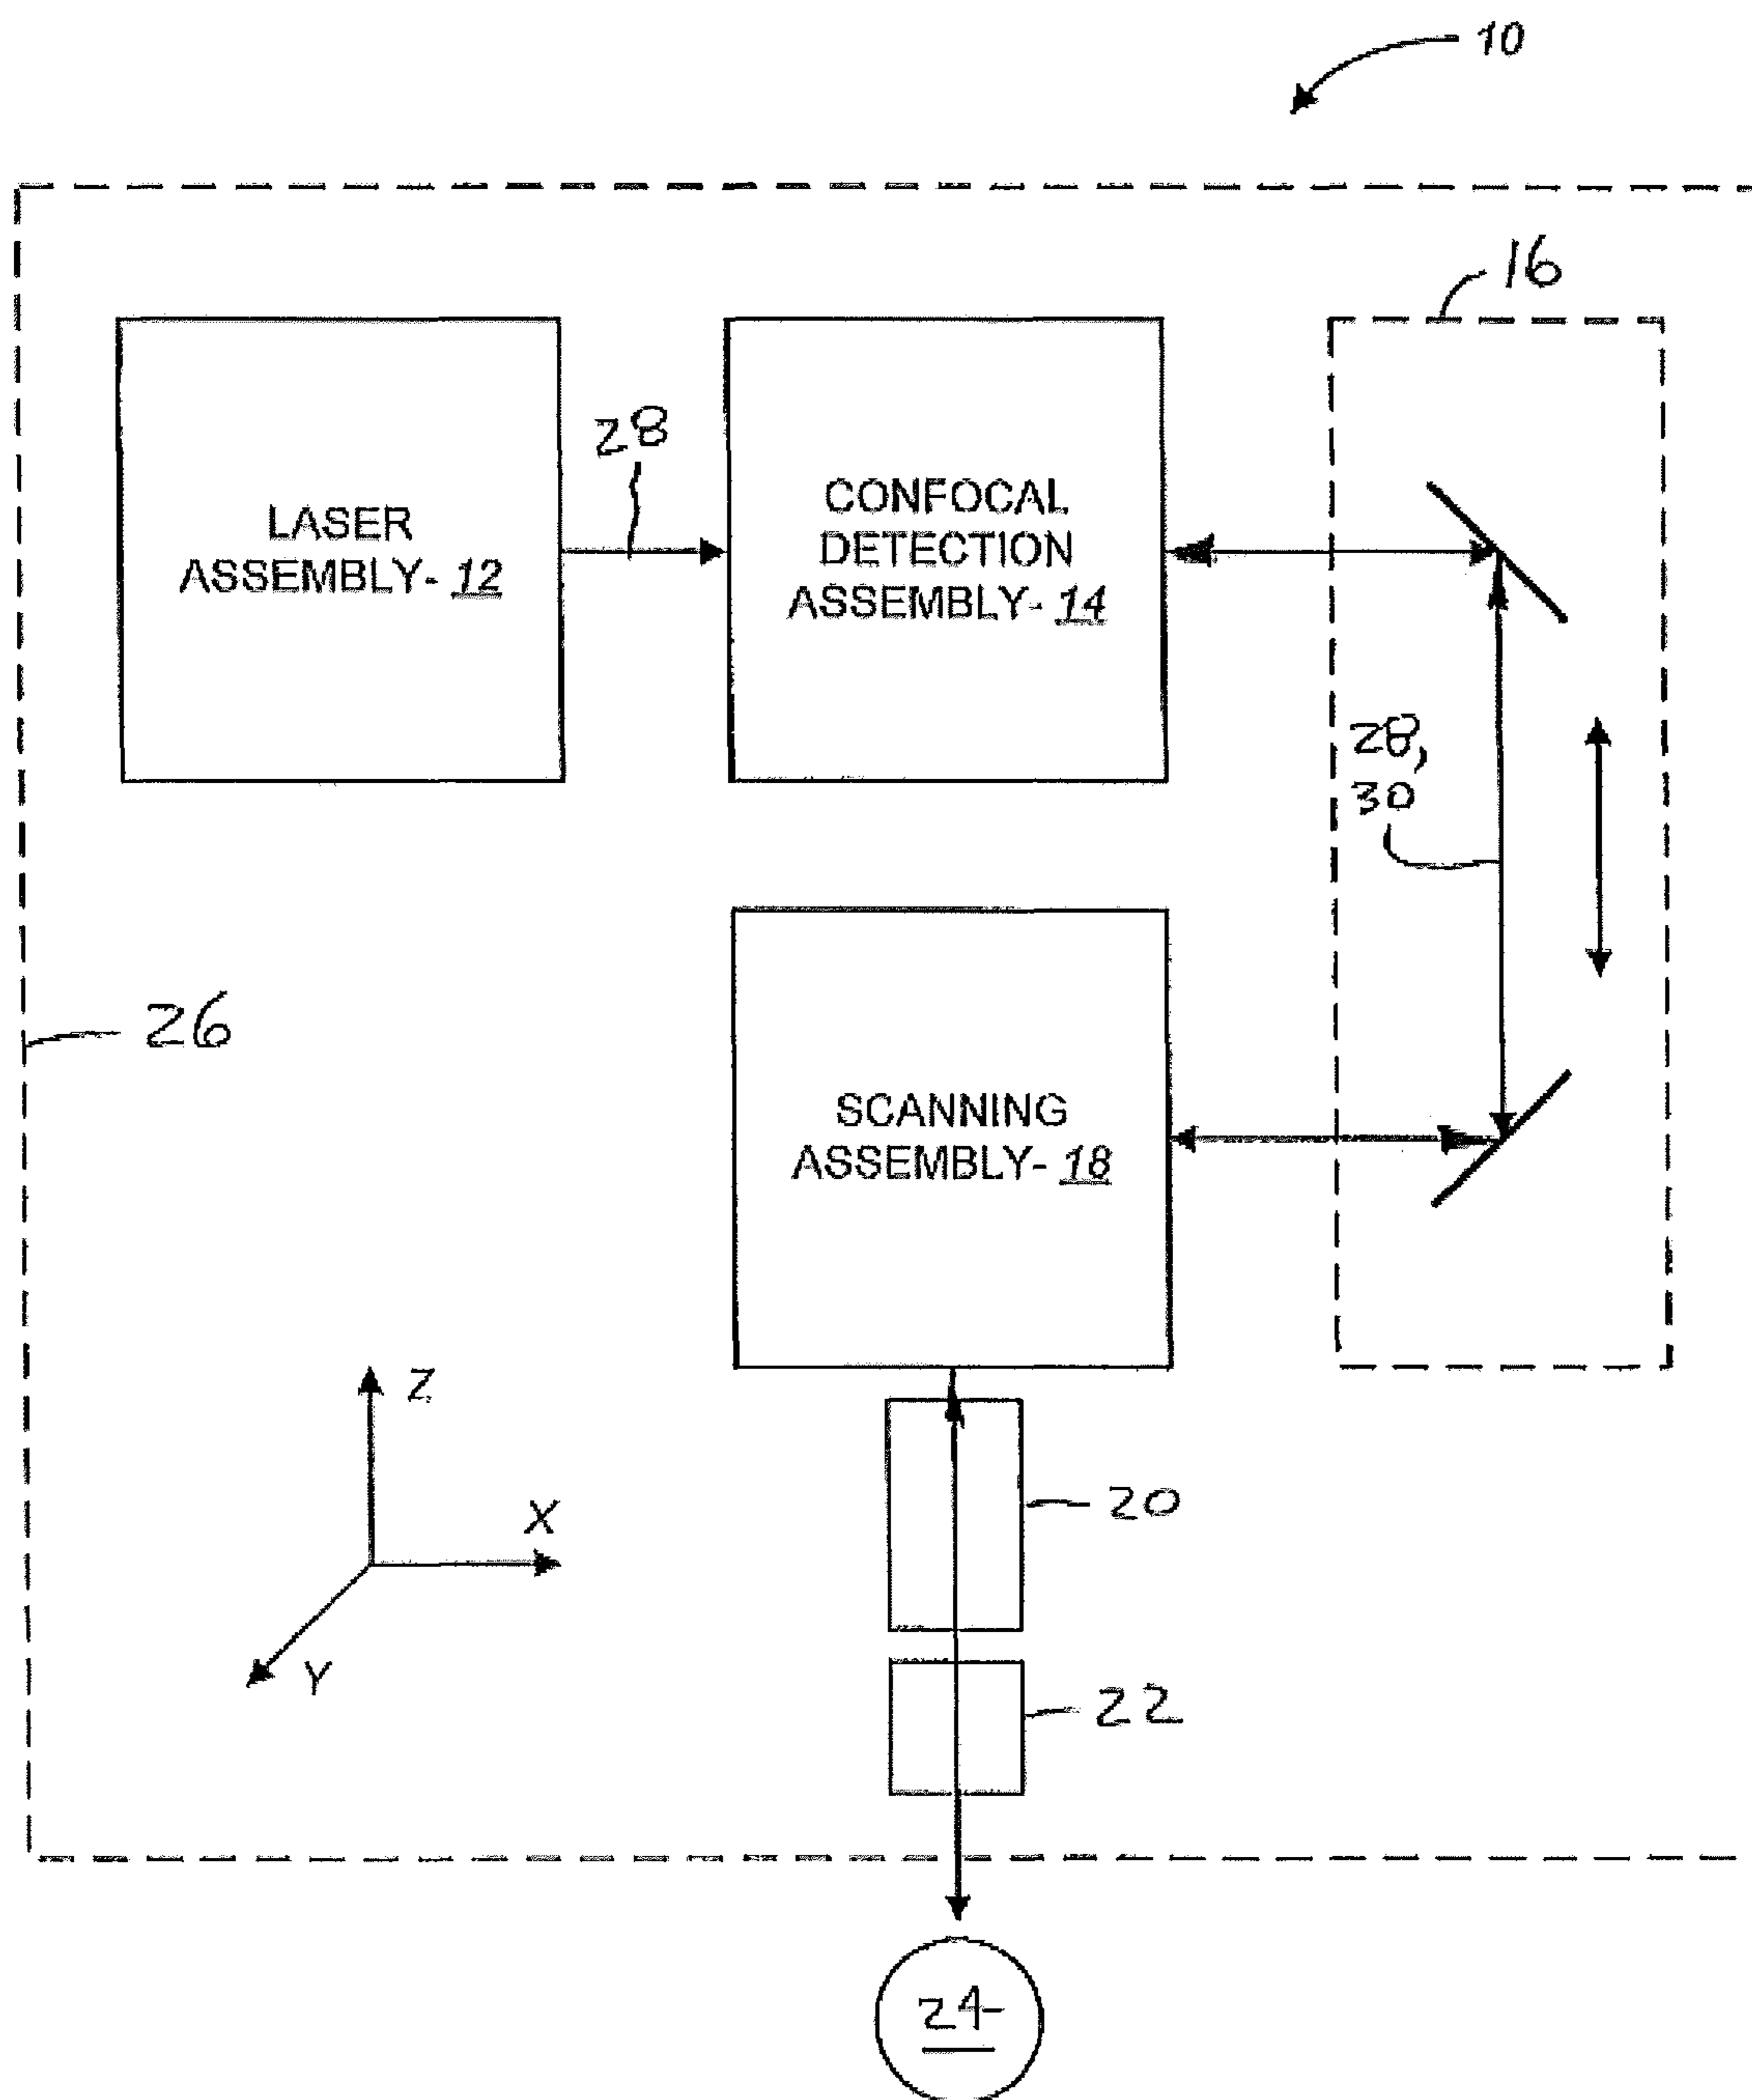 10
16
28
LASER
ASSEMBLY- 12
CONFOCAL
DETECTION
ASSEMBLY- 14
28,
30
26
SCANNING
ASSEMBLY- 18
Z
X
Y
20
22
24